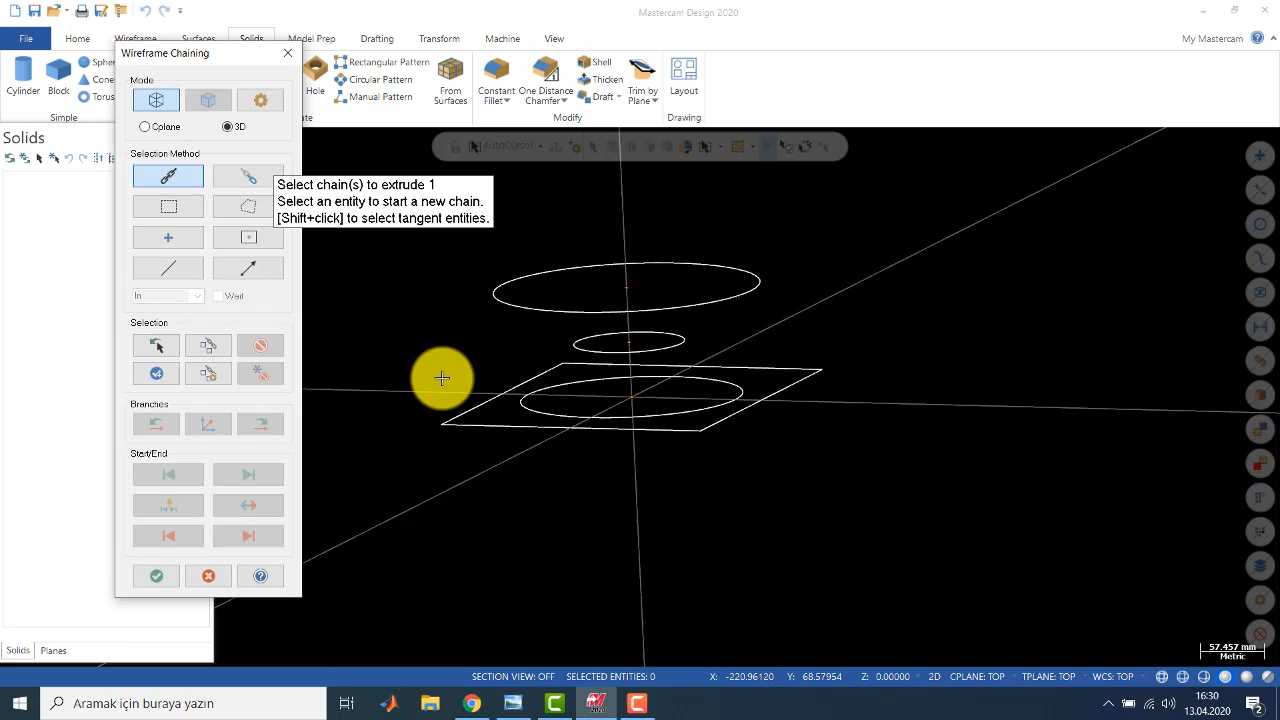 Mastercam Design 2020
File
Home
Wireframe
Surfaces
Solids
Model Prep
Drafting
Transform
Machine
View
My Mastercam
Cylinder
Block
Sphere
Cone
Torus
Simple
Hole
Rectangular Pattern
Circular Pattern
Manual Pattern
From
Surfaces
Constant
Fillet
One Distance
Chamfer
Shell
Thicken
Draft
Trim by
Plane
Modify
Layout
Drawing
Solids
AutoCursor
Wireframe Chaining
Mode
Cplane
3D
Selection Method
In
Wait
Selection
Branches
Start/End
Select chain(s) to extrude 1
Select an entity to start a new chain.
[Shift+click] to select tangent entities.
57.457 mm
Metric
Solids
Planes
SECTION VIEW: OFF
SELECTED ENTITIES: 0
X: -220.96120
Y: 68.57954
Z: 0.00000
2D
CPLANE: TOP
TPLANE: TOP
WCS: TOP
Aramak için buraya yazın
2020
16:30
13.04.2020
2